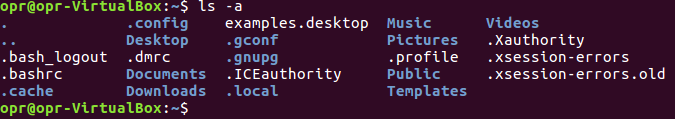 opr@opr-VirtualBox:~$ ls -a
. .config examples.desktop Music Videos
.. Desktop .gconf Pictures .Xauthority
.bash_logout .dmrc .gnupg .profile .xsession-errors
.bashrc Documents .ICEauthority Public .xsession-errors.old
.cache Downloads .local Templates
opr@opr-VirtualBox:~$